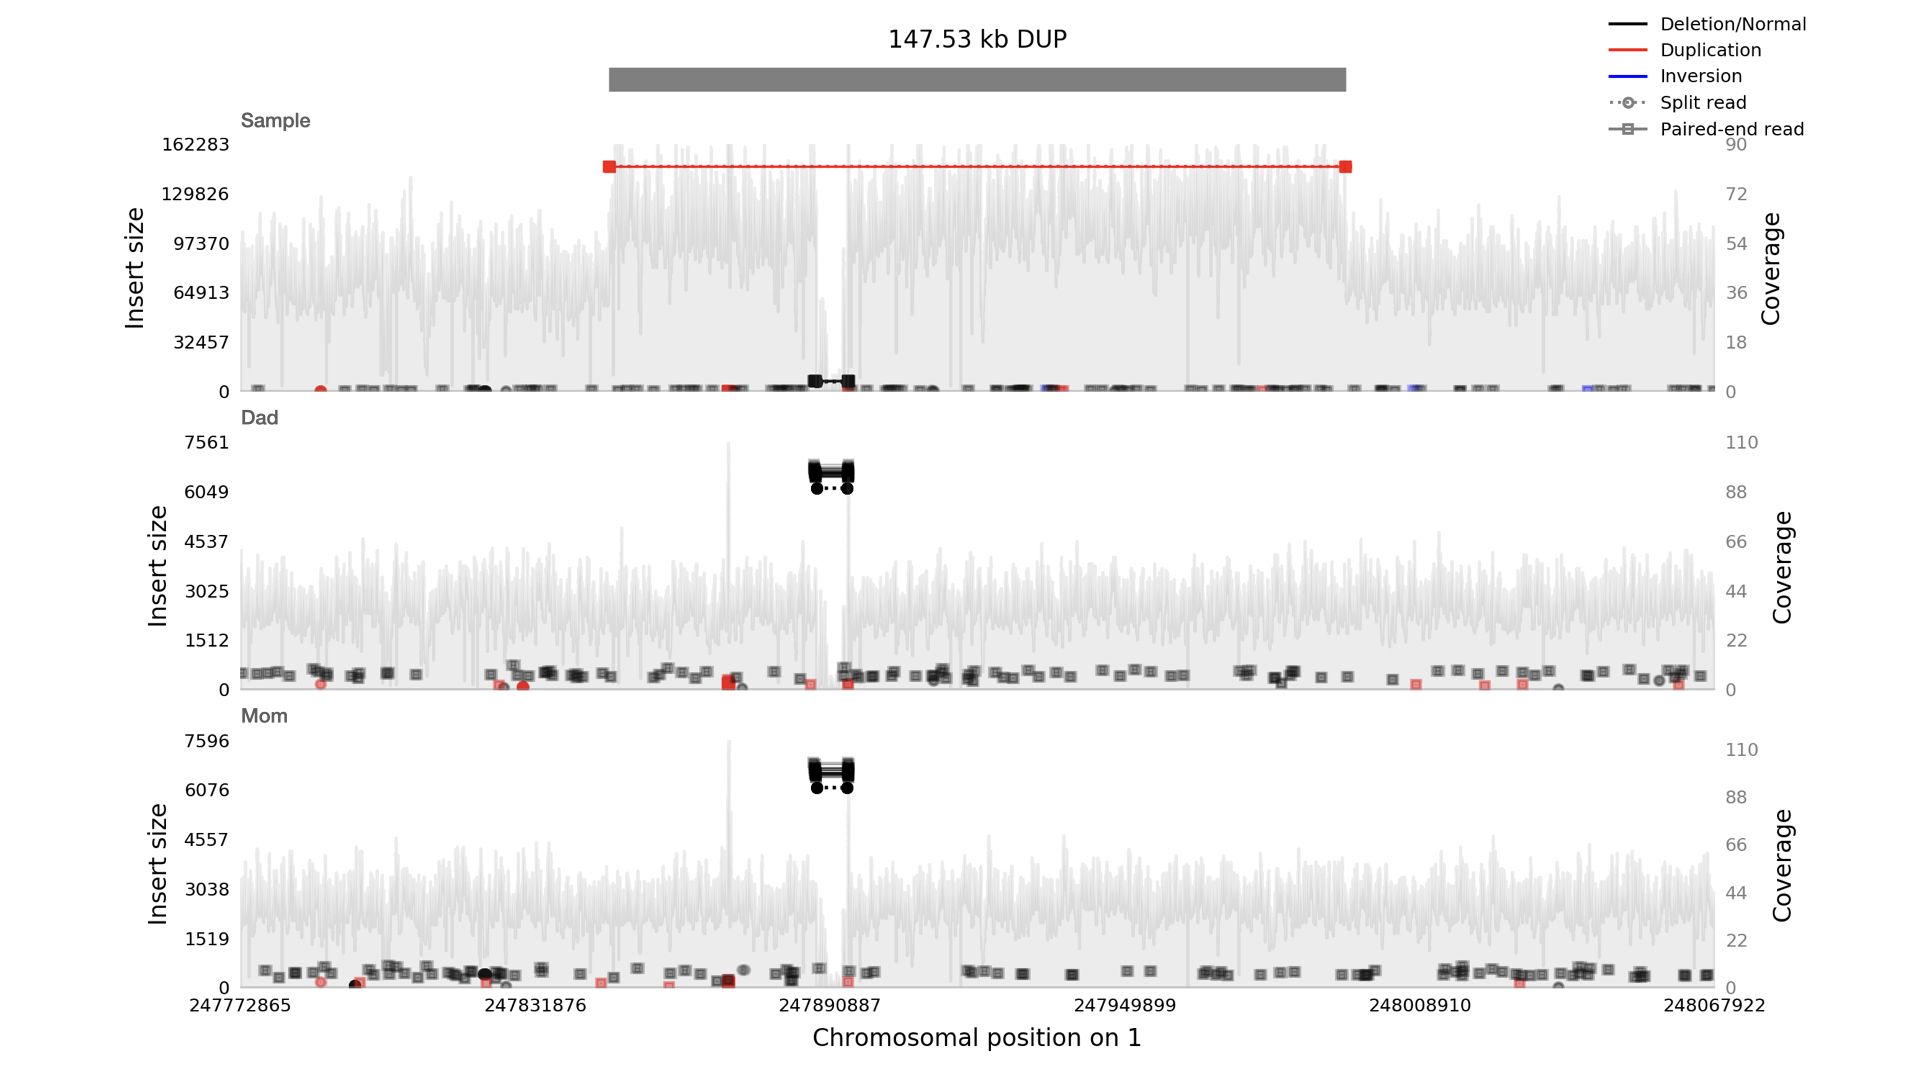 147.53 kb DUP
Deletion/Normal
Duplication
Inversion
Split read
Paired-end read
Sample
162283
129826
97370
64913
32457
0
Insert size
90
72
54
36
18
0
Coverage
Dad
7561
6049
4537
3025
1512
0
Insert size
110
88
66
44
22
0
Coverage
Mom
7596
6076
4557
3038
1519
0
Insert size
110
88
66
44
22
0
Coverage
247772865 247831876 247890887 247949899 248008910 248067922
Chromosomal position on 1